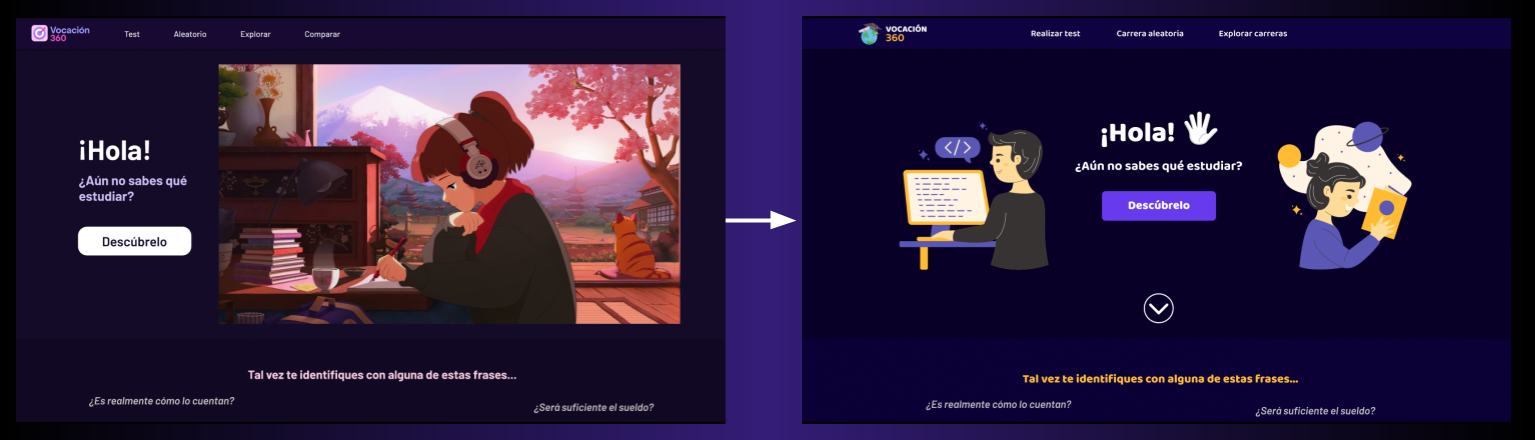 Vocación
360
Test
Aleatorio
Explorar
Comparar
¡Hola!
¿Aún no sabes qué
estudiar?
Descúbrelo
Tal vez te identifiques con alguna de estas frases...
¿Es realmente cómo lo cuentan?
¿Será suficiente el sueldo?
VOCACIÓN
360
Realizar test
Carrera aleatoria
Explorar carreras
</>
¡Hola!
¿Aún no sabes qué estudiar?
Descúbrelo
Tal vez te identifiques con alguna de estas frases...
¿Es realmente cómo lo cuentan?
¿Será suficiente el sueldo?